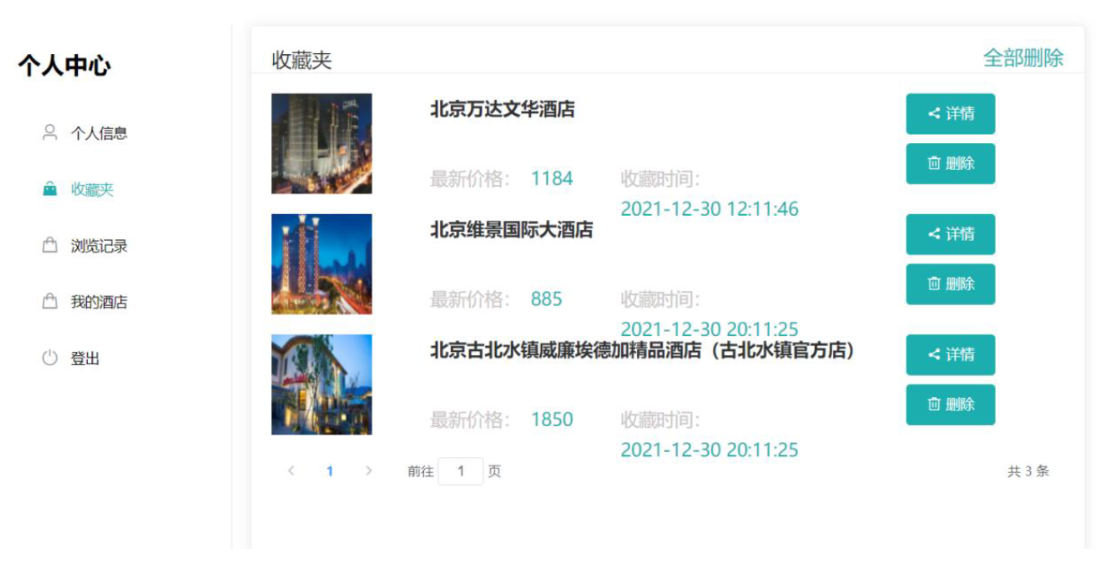 个人中心
个人信息
收藏夹
浏览记录
我的酒店
登出
收藏夹
全部删除
北京万达文华酒店
最新价格: 1184
收藏时间:
2021-12-30 12:11:46
详情
删除
北京维景国际大酒店
最新价格: 885
收藏时间:
2021-12-30 20:11:25
详情
删除
北京古北水镇威廉埃德加精品酒店（古北水镇官方店）
最新价格: 1850
收藏时间:
2021-12-30 20:11:25
详情
删除
< 1 > 前往 1 页
共 3 条